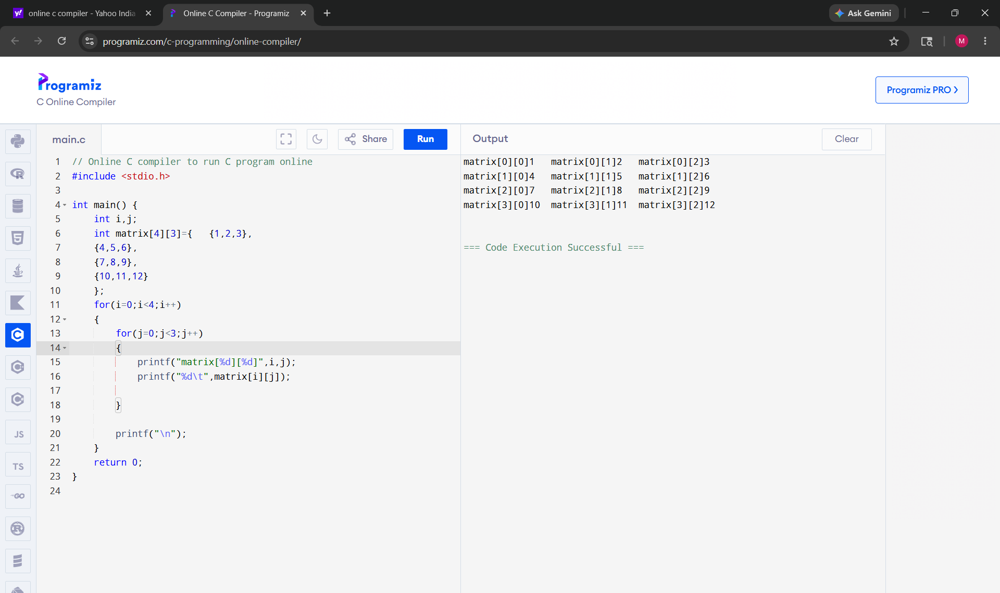 online c compiler - Yahoo India
Online C Compiler - Programiz
Ask Gemini
programiz.com/c-programming/online-compiler/
M
Programiz
C Online Compiler
Programiz PRO
main.c
Share
Run
Output
Clear
1 // Online C compiler to run C program online
2 #include <stdio.h>
3
4 int main() {
5     int i,j;
6     int matrix[4][3]={   {1,2,3},
7     {4,5,6},
8     {7,8,9},
9     {10,11,12}
10     };
11     for(i=0;i<4;i++)
12     {
13         for(j=0;j<3;j++)
14         {
15             printf("matrix[%d][%d]",i,j);
16             printf("%d\t",matrix[i][j]);
17
18         }
19
20         printf("\n");
21     }
22     return 0;
23 }
24
matrix[0][0]1   matrix[0][1]2   matrix[0][2]3
matrix[1][0]4   matrix[1][1]5   matrix[1][2]6
matrix[2][0]7   matrix[2][1]8   matrix[2][2]9
matrix[3][0]10  matrix[3][1]11  matrix[3][2]12
=== Code Execution Successful ===
R
5
C
C
C
JS
TS
GO
R